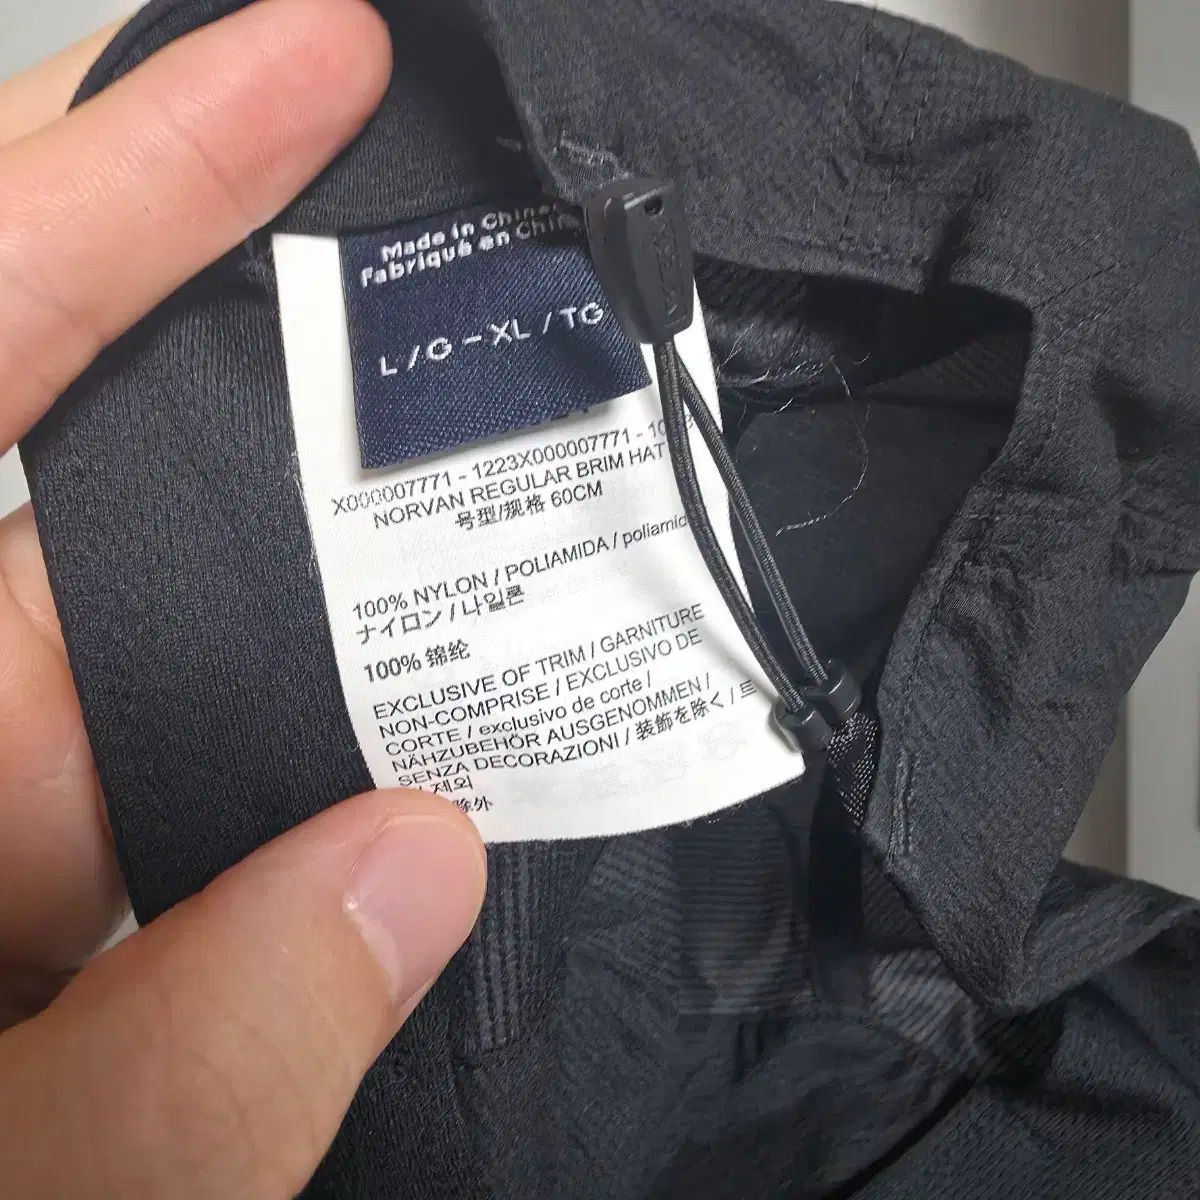 Made in China
Fabriqué en Chine
L / G - XL / TG
X000007771 - 1223X000007771 -
NORVAN REGULAR BRIM HAT
号型/规格 60CM
100% NYLON / POLIAMIDA / poliamid
ナイロン / 나일론
100% 锦纶
EXCLUSIVE OF TRIM / GARNITURE
NON-COMPRISE / EXCLUSIVO DE
CORTE / exclusivo de corte /
NÄHZUBEHÖR AUSGENOMMEN /
SENZA DECORAZIONI / 装飾を除く / 트
제외
除外